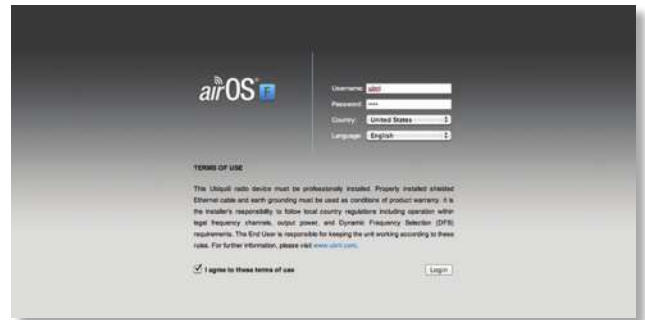 airOS F
Username: ubnt
Password: ••••
Country: United States
Language: English
TERMS OF USE
This Ubiquiti radio device must be professionally installed. Properly installed shielded
Ethernet cable and earth grounding must be used as conditions of product warranty. It is
the installer's responsibility to follow local country regulations including operation within
legal frequency channels, output power, and Dynamic Frequency Selection (DFS)
requirements. The End User is responsible for keeping the unit working according to these
rules. For further information, please visit www.ubnt.com.
I agree to these terms of use
Login